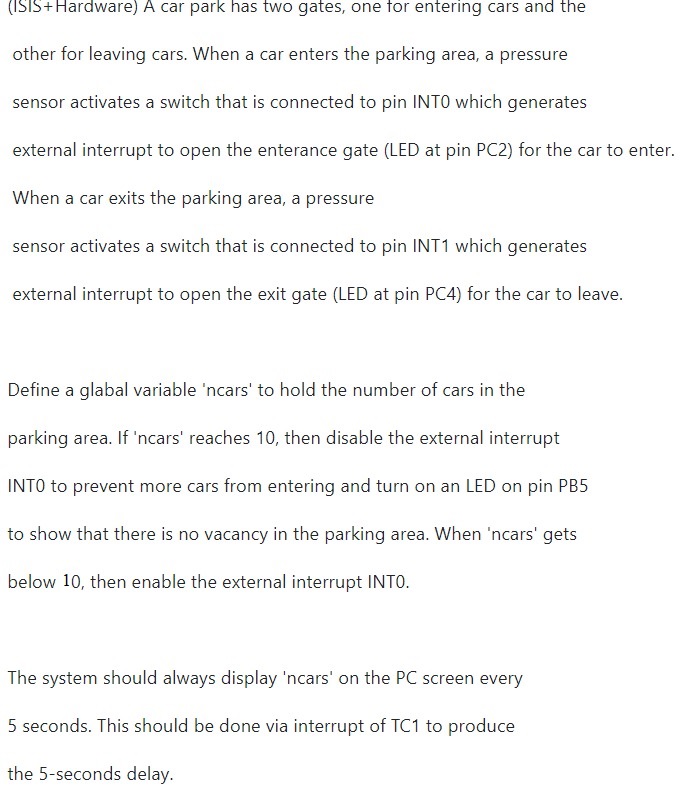 (ISIS+Hardware) A car park has two gates, one for entering cars and the
other for leaving cars. When a car enters the parking area, a pressure
sensor activates a switch that is connected to pin INT0 which generates
external interrupt to open the enterance gate (LED at pin PC2) for the car to enter.
When a car exits the parking area, a pressure
sensor activates a switch that is connected to pin INT1 which generates
external interrupt to open the exit gate (LED at pin PC4) for the car to leave.
Define a glabal variable 'ncars' to hold the number of cars in the
parking area. If 'ncars' reaches 10, then disable the external interrupt
INT0 to prevent more cars from entering and turn on an LED on pin PB5
to show that there is no vacancy in the parking area. When 'ncars' gets
below 10, then enable the external interrupt INT0.
The system should always display 'ncars' on the PC screen every
5 seconds. This should be done via interrupt of TC1 to produce
the 5-seconds delay.